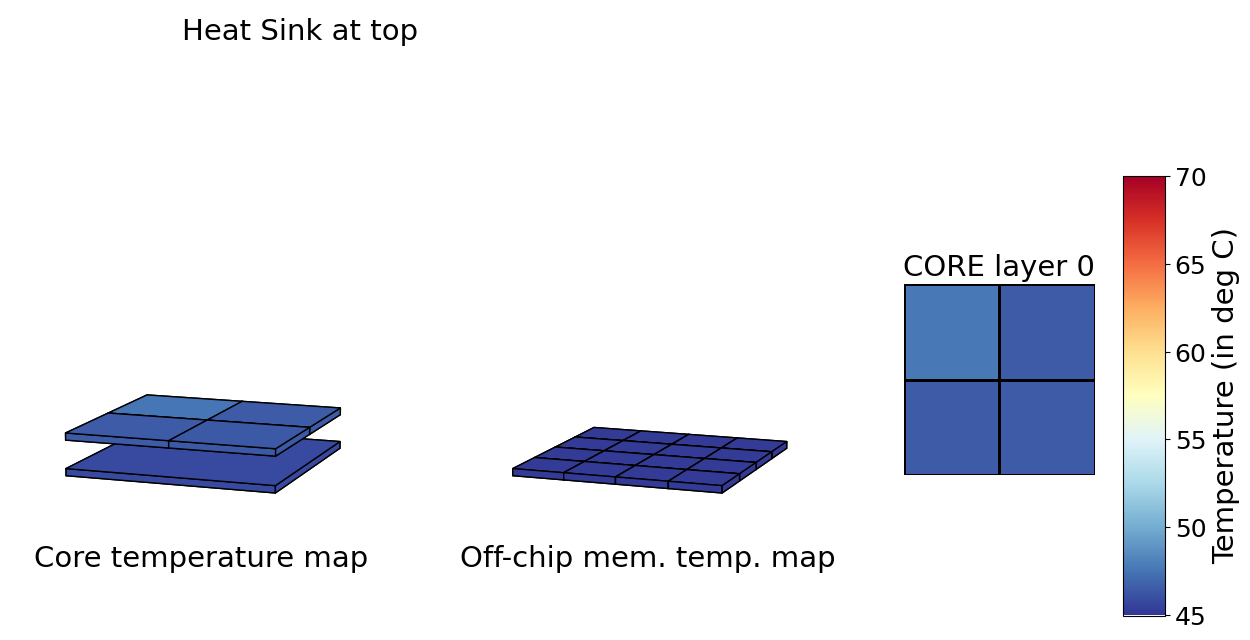 Heat Sink at top
CORE layer 0
70
65
60
55
50
45
Temperature (in deg C)
Core temperature map
Off-chip mem. temp. map